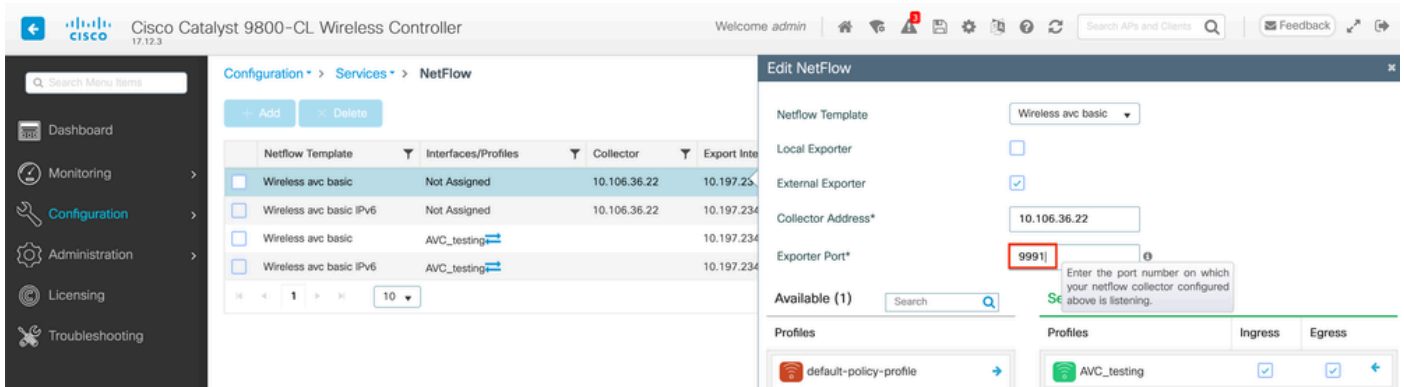 cisco
Cisco Catalyst 9800-CL Wireless Controller
17.12.3
Welcome admin
3
Search APs and Clients
Feedback
Search Menu Items
Dashboard
Monitoring
Configuration
Administration
Licensing
Troubleshooting
Configuration > Services > NetFlow
+ Add
× Delete
Netflow Template Interfaces/Profiles Collector Export Inte
Wireless avc basic Not Assigned 10.106.36.22 10.197.23
Wireless avc basic IPv6 Not Assigned 10.106.36.22 10.197.234
Wireless avc basic AVC_testing 10.197.234
Wireless avc basic IPv6 AVC_testing 10.197.234
1 10
Edit NetFlow
Netflow Template Wireless avc basic
Local Exporter
External Exporter
Collector Address* 10.106.36.22
Exporter Port* 9991
Enter the port number on which
your netflow collector configured
above is listening.
Available (1) Search Se
Profiles
default-policy-profile
Profiles Ingress Egress
AVC_testing